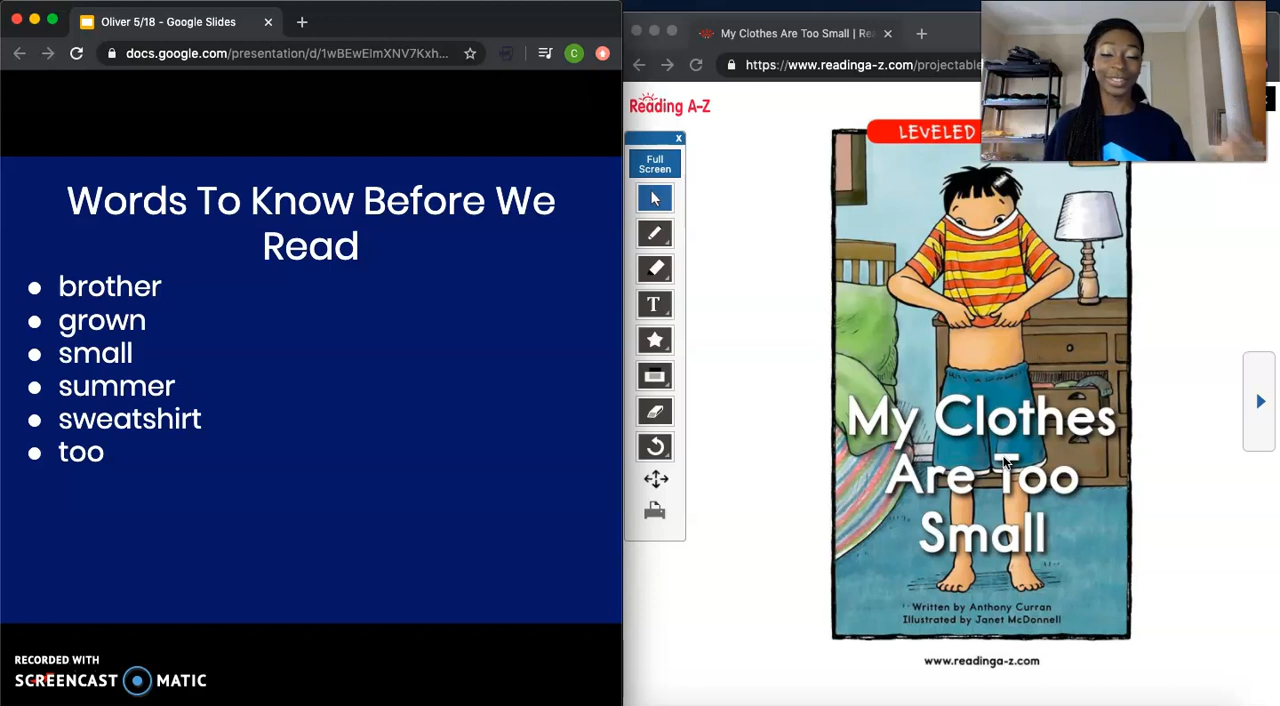 Oliver 5/18 - Google Slides
docs.google.com/presentation/d/1wBEwElmXNV7Kxh...
Words To Know Before We
Read
brother
grown
small
summer
sweatshirt
too
RECORDED WITH
SCREENCAST MATIC
My Clothes Are Too Small | Rea
https://www.readinga-z.com/projectable
Reading A-Z
x
Full
Screen
T
LEVELED
My Clothes
Are Too
Small
Written by Anthony Curran
Illustrated by Janet McDonnell
www.readinga-z.com